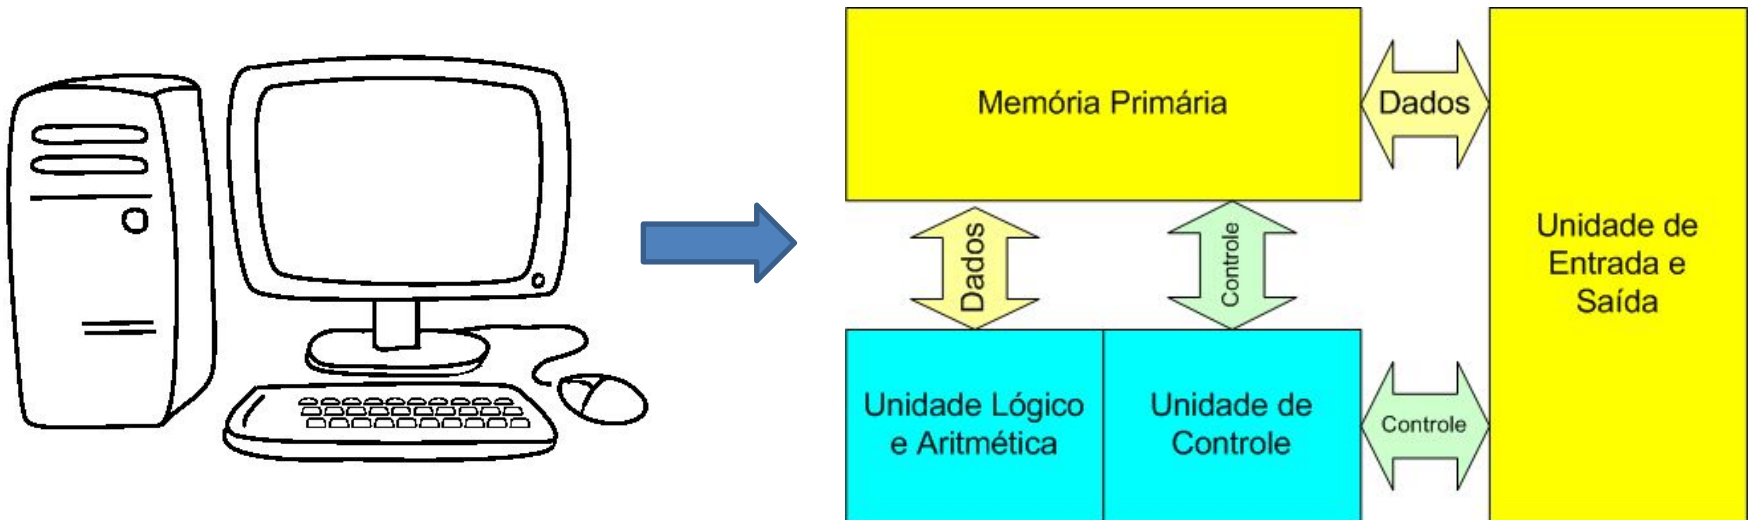 Memória Primária
Dados
Dados
Controle
Unidade de
Entrada e
Saída
Unidade Lógico
e Aritmética
Unidade de
Controle
Controle